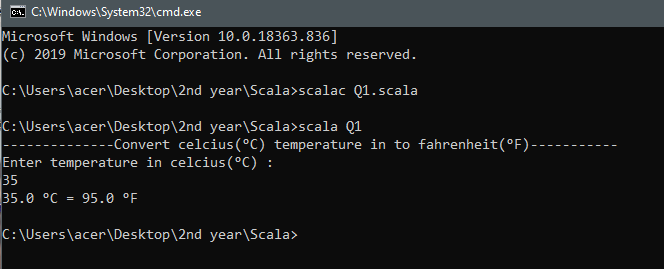 C:\Windows\System32\cmd.exe
Microsoft Windows [Version 10.0.18363.836]
(c) 2019 Microsoft Corporation. All rights reserved.
C:\Users\acer\Desktop\2nd year\Scala>scalac Q1.scala
C:\Users\acer\Desktop\2nd year\Scala>scala Q1
--------------Convert celcius(°C) temperature in to fahrenheit(°F)-----------
Enter temperature in celcius(°C) :
35
35.0 °C = 95.0 °F
C:\Users\acer\Desktop\2nd year\Scala>